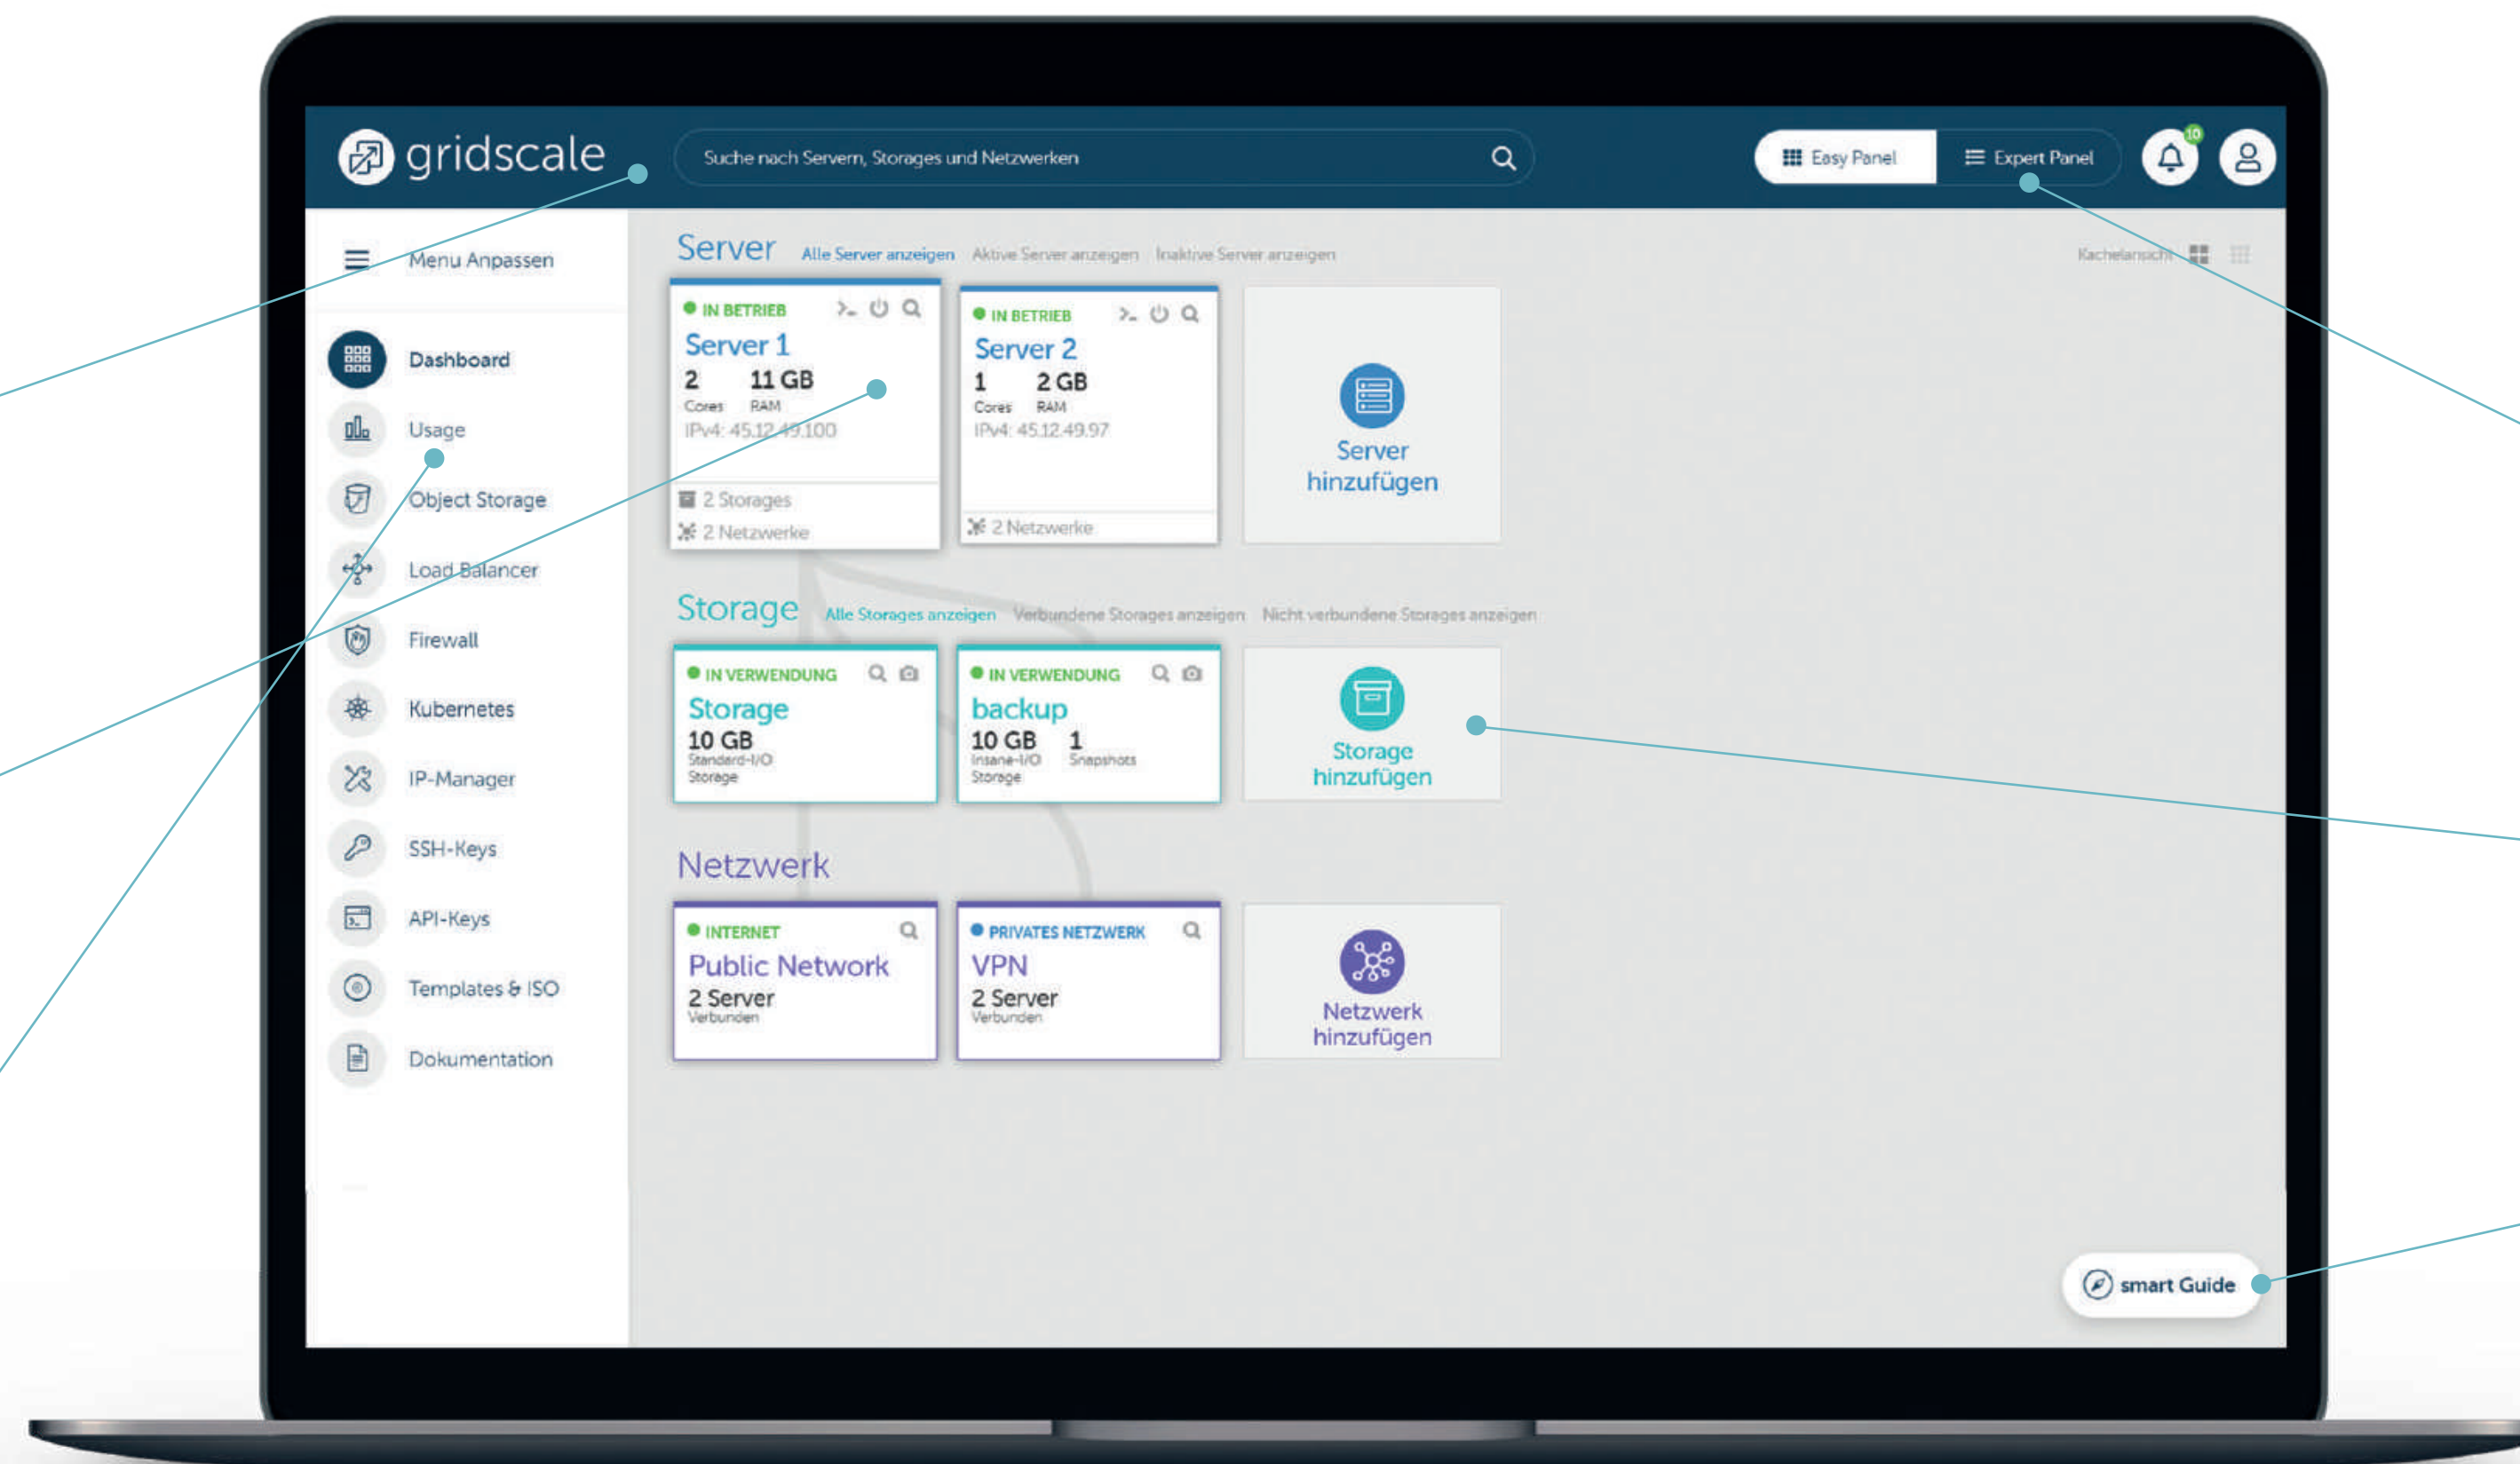 gridscale
Suche nach Servern, Storages und Netzwerken
Easy Panel
Expert Panel
10
Menu Anpassen
Dashboard
Usage
Object Storage
Load Balancer
Firewall
Kubernetes
IP-Manager
SSH-Keys
API-Keys
Templates & ISO
Dokumentation
Server Alle Server anzeigen Aktive Server anzeigen Inaktive Server anzeigen
Kachelansicht
IN BETRIEB
Server 1
2 11 GB
Cores RAM
IPv4: 45.12.49.100
2 Storages
2 Netzwerke
IN BETRIEB
Server 2
1 2 GB
Cores RAM
IPv4: 45.12.49.97
2 Netzwerke
Server
hinzufügen
Storage Alle Storages anzeigen Verbundene Storages anzeigen Nicht verbundene Storages anzeigen
IN VERWENDUNG
Storage
10 GB
Standard-I/O
Storage
IN VERWENDUNG
backup
10 GB 1
Insane-I/O Snapshots
Storage
Storage
hinzufügen
Netzwerk
INTERNET
Public Network
2 Server
Verbunden
PRIVATES NETZWERK
VPN
2 Server
Verbunden
Netzwerk
hinzufügen
smart Guide